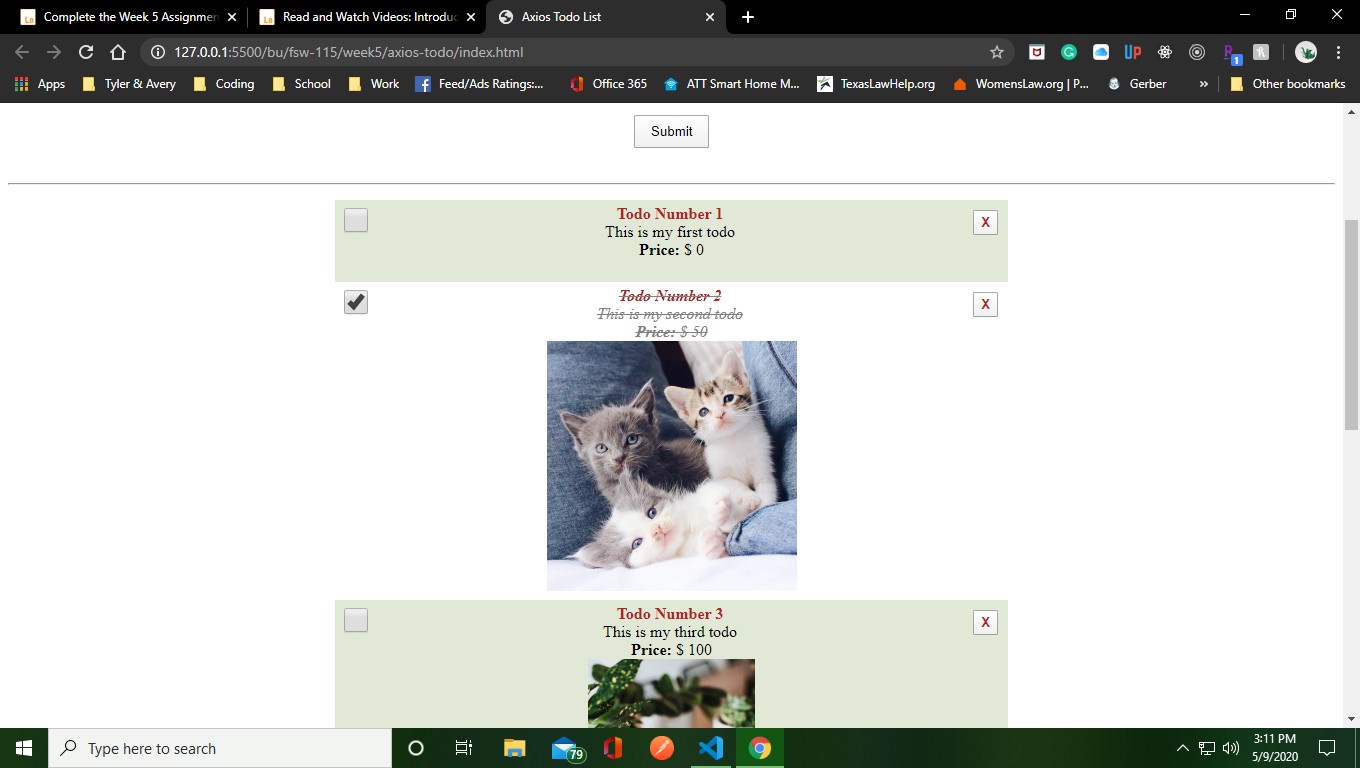 Complete the Week 5 Assignmen
Read and Watch Videos: Introduc
Axios Todo List
127.0.0.1:5500/bu/fsw-115/week5/axios-todo/index.html
Apps
Tyler & Avery
Coding
School
Work
Feed/Ads Ratings:...
Office 365
ATT Smart Home M...
TexasLawHelp.org
WomensLaw.org | P...
Gerber
»
Other bookmarks
Submit
Todo Number 1
X
This is my first todo
Price: $ 0
Todo Number 2
X
This is my second todo
Price: $ 50
Todo Number 3
X
This is my third todo
Price: $ 100
Type here to search
79
3:11 PM
5/9/2020